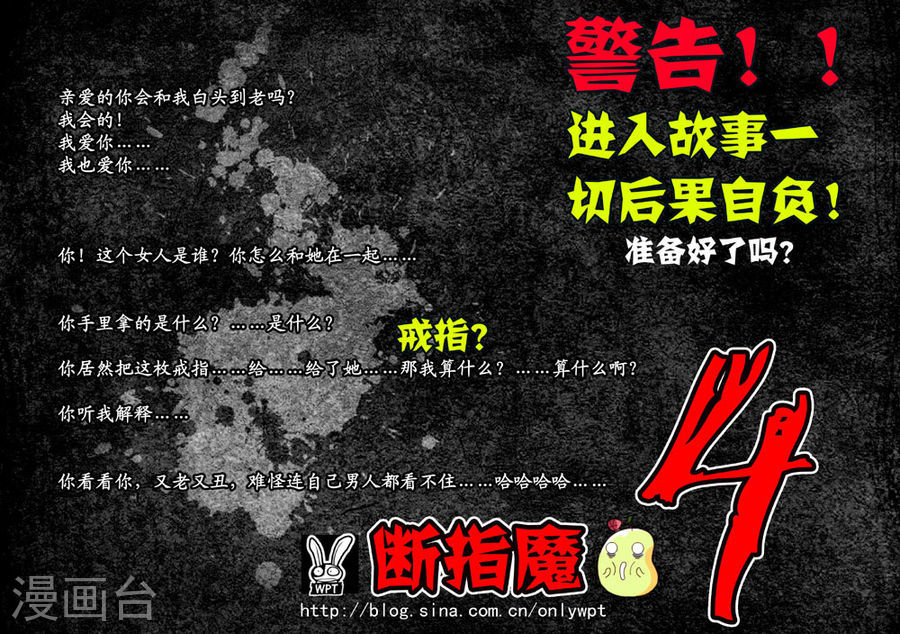 警告！！
进入故事一
切后果自负！
准备好了吗？
亲爱的你会和我白头到老吗？
我会的！
我爱你……
我也爱你……
你！这个女人是谁？你怎么和她在一起……
你手里拿的是什么？……是什么？
戒指？
你居然把这枚戒指……给……给了她……那我算什么？……算什么啊？
你听我解释……
你看看你，又老又丑，难怪连自己男人都看不住……哈哈哈哈……
4
WPT
断指魔
http://blog.sina.com.cn/onlywpt
漫画台